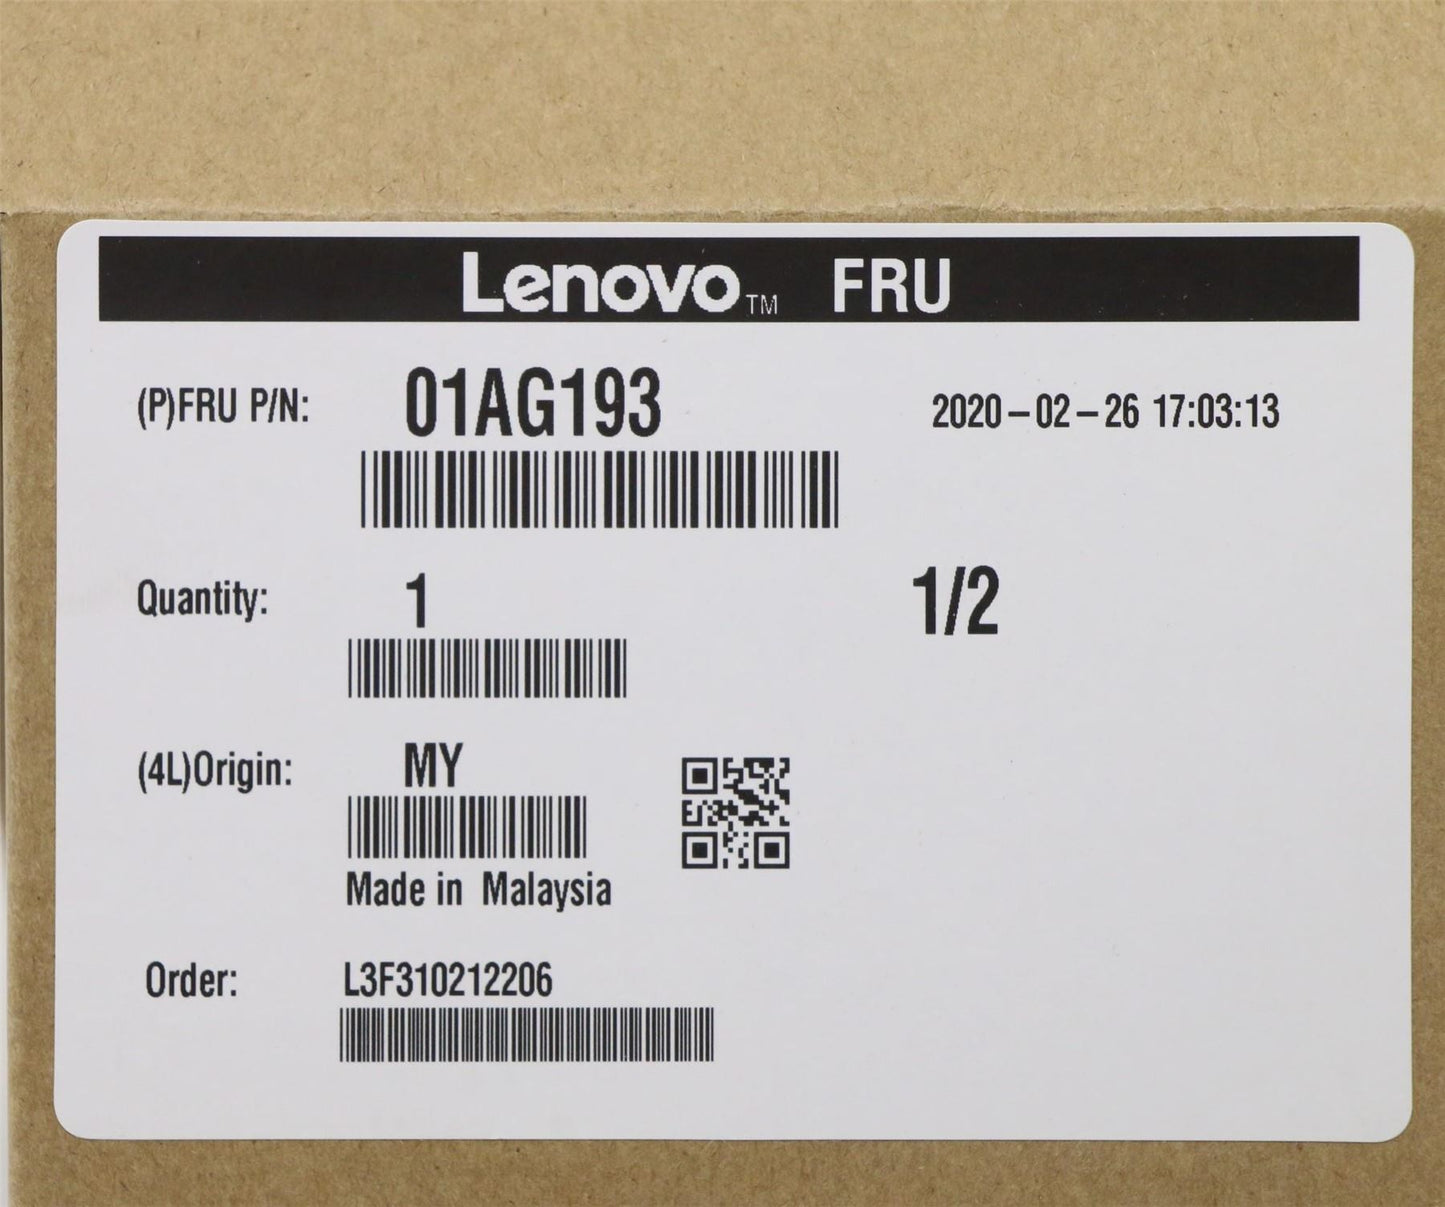 Lenovo™ FRU
(P)FRU P/N: 01AG193 2020-02-26 17:03:13
Quantity: 1 1/2
(4L)Origin: MY
Made in Malaysia
Order: L3F310212206